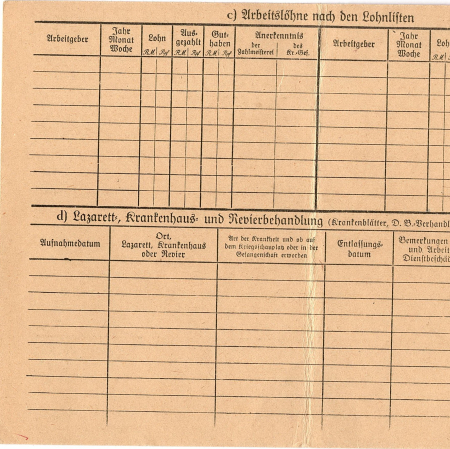 c) Arbeitslöhne nach den Lohnlisten
Arbeitgeber
Jahr
Monat
Woche
Lohn
RM Rpf
Aus-
gezahlt
RM Rpf
Gut-
haben
RM Rpf
Anerkenntnis
der
Zahlmeisterei
des
Kr.-Gef.
Arbeitgeber
Jahr
Monat
Woche
Loh
RM
d) Lazarett-, Krankenhaus- und Revierbehandlung (Krankenblätter, D. B.-Verhandl
Aufnahmedatum
Ort,
Lazarett, Krankenhaus
oder Revier
Art der Krankheit und ob auf
dem Kriegsschauplatz oder in der
Gefangenschaft erworben
Entlassungs-
datum
Bemerkungen
und Arbeit
Dienstbeschä